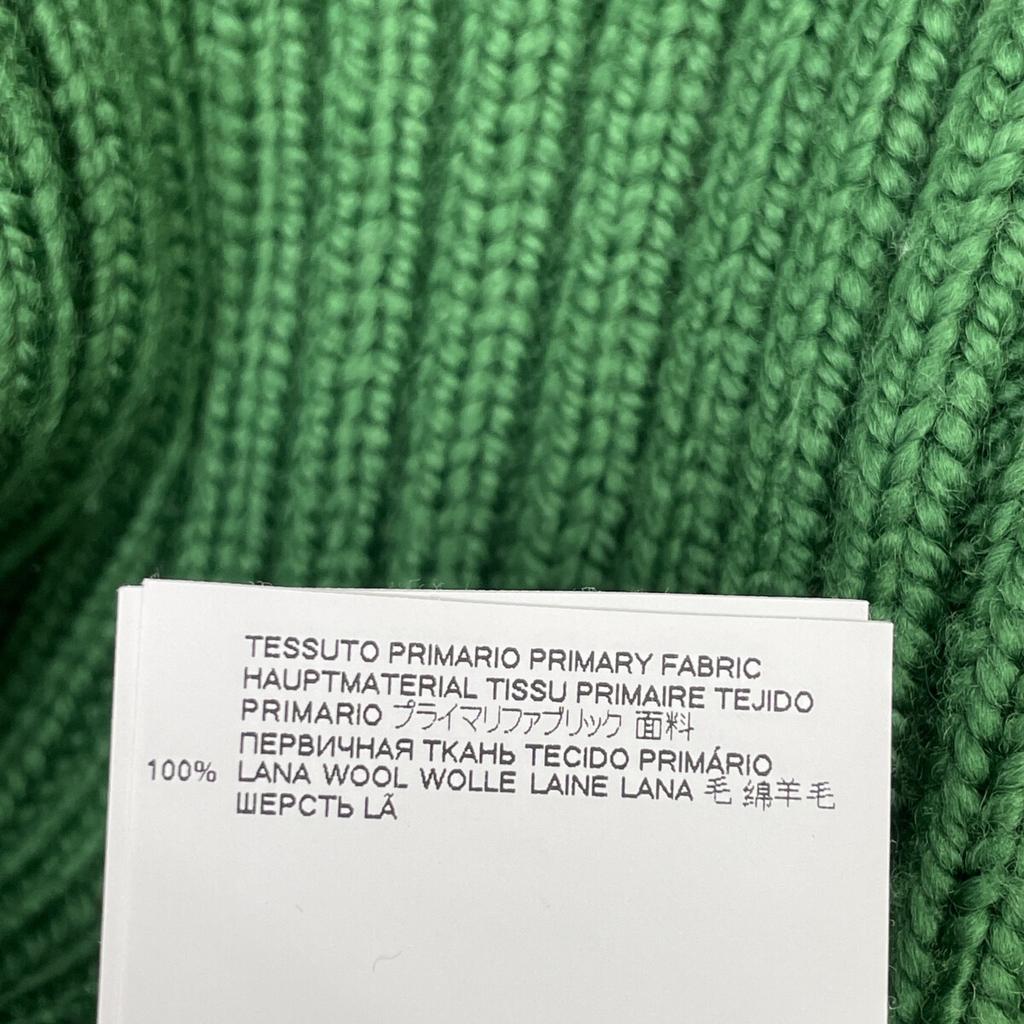 TESSUTO PRIMARIO PRIMARY FABRIC
HAUPTMATERIAL TISSU PRIMAIRE TEJIDO
PRIMARIO プライマリファブリック 面料
ПЕРВИЧНАЯ ТКАНЬ TECIDO PRIMÁRIO
100% LANA WOOL WOLLE LAINE LANA 毛 绵羊毛
ШЕРСТЬ LÃ